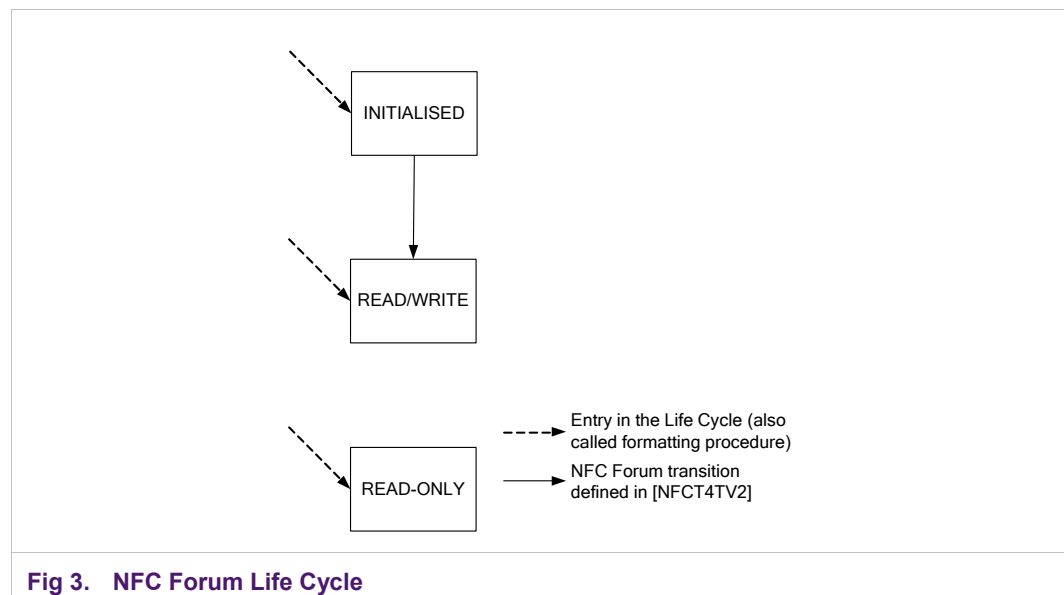 INITIALISED
READ/WRITE
READ-ONLY
Entry in the Life Cycle (also
called formatting procedure)
NFC Forum transition
defined in [NFCT4TV2]
Fig 3. NFC Forum Life Cycle